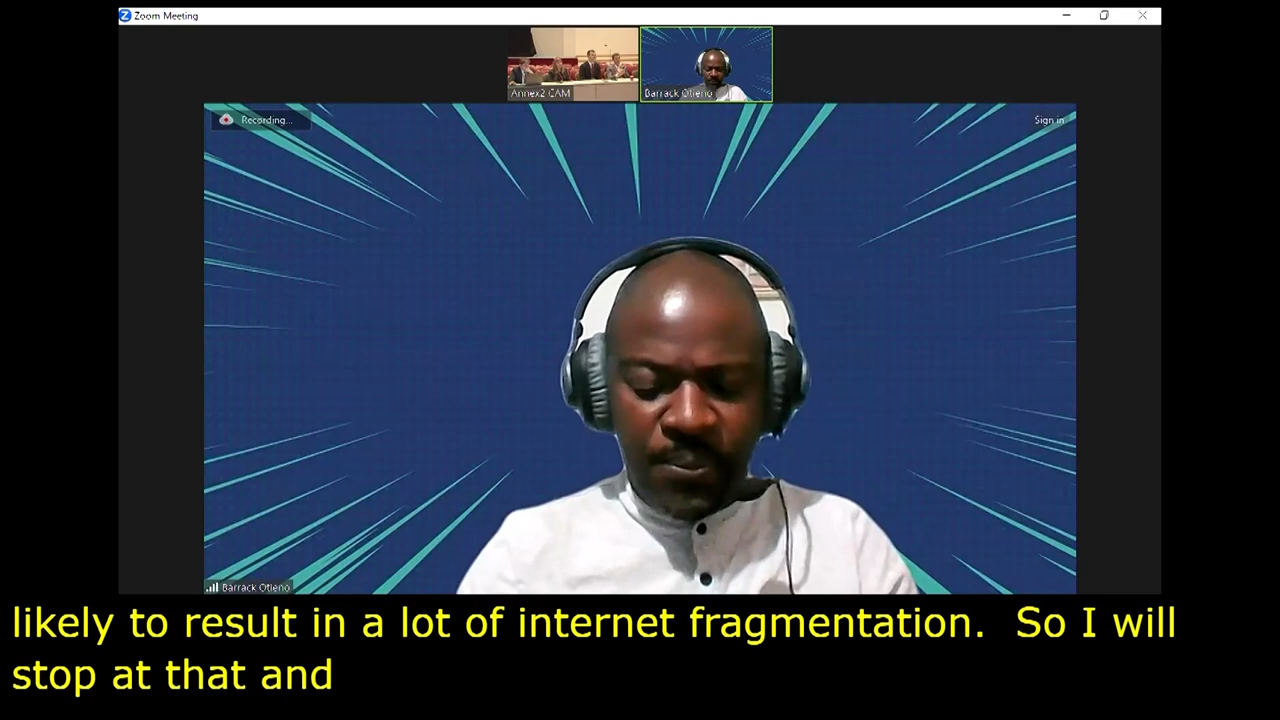 Zoom Meeting
Annex2 CAM
Barrack Otieno
Recording...
Sign in
Barrack Otieno
likely to result in a lot of internet fragmentation. So I will
stop at that and